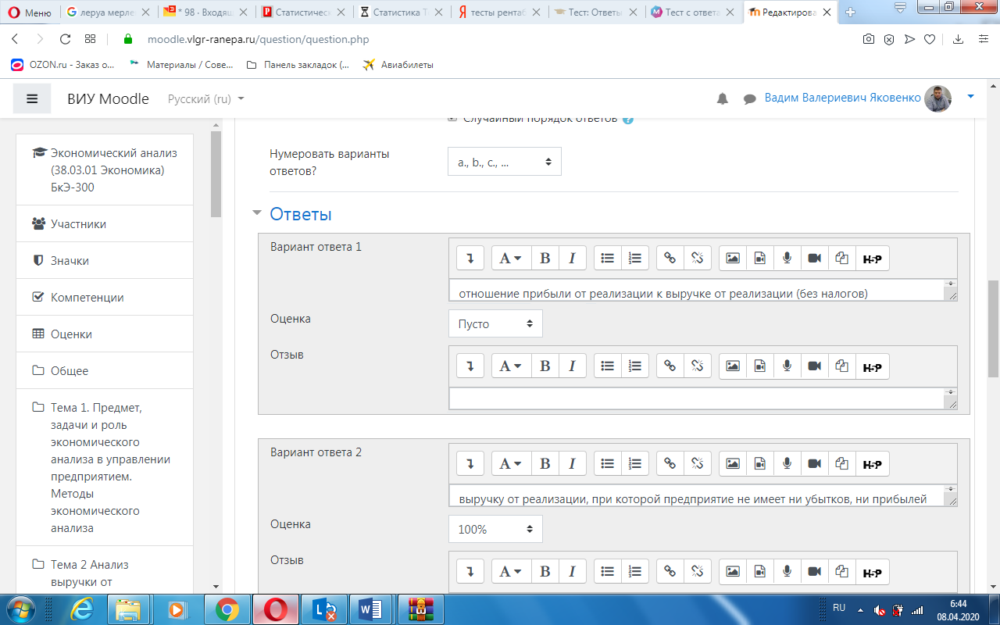 Меню
леруа мерле
* 98 · Входящ
Статистичес
Статистика Т
тесты рентаб
Тест: Ответы
Тест с ответа
Редактирова
moodle.vlgr-ranepa.ru/question/question.php
OZON.ru - Заказ о...
Материалы / Сове...
Панель закладок (...
Авиабилеты
ВИУ Moodle
Русский (ru)
Вадим Валериевич Яковенко
Экономический анализ
(38.03.01 Экономика)
БкЭ-300
Участники
Значки
Компетенции
Оценки
Общее
Тема 1. Предмет,
задачи и роль
экономического
анализа в управлении
предприятием.
Методы
экономического
анализа
Тема 2 Анализ
выручки от
Случайный порядок ответов
Нумеровать варианты
ответов?
a., b., c., ...
Ответы
Вариант ответа 1
A B I
H5P
отношение прибыли от реализации к выручке от реализации (без налогов)
Оценка
Пусто
Отзыв
A B I
H5P
Вариант ответа 2
A B I
H5P
выручку от реализации, при которой предприятие не имеет ни убытков, ни прибылей
Оценка
100%
Отзыв
A B I
H5P
RU
6:44
08.04.2020